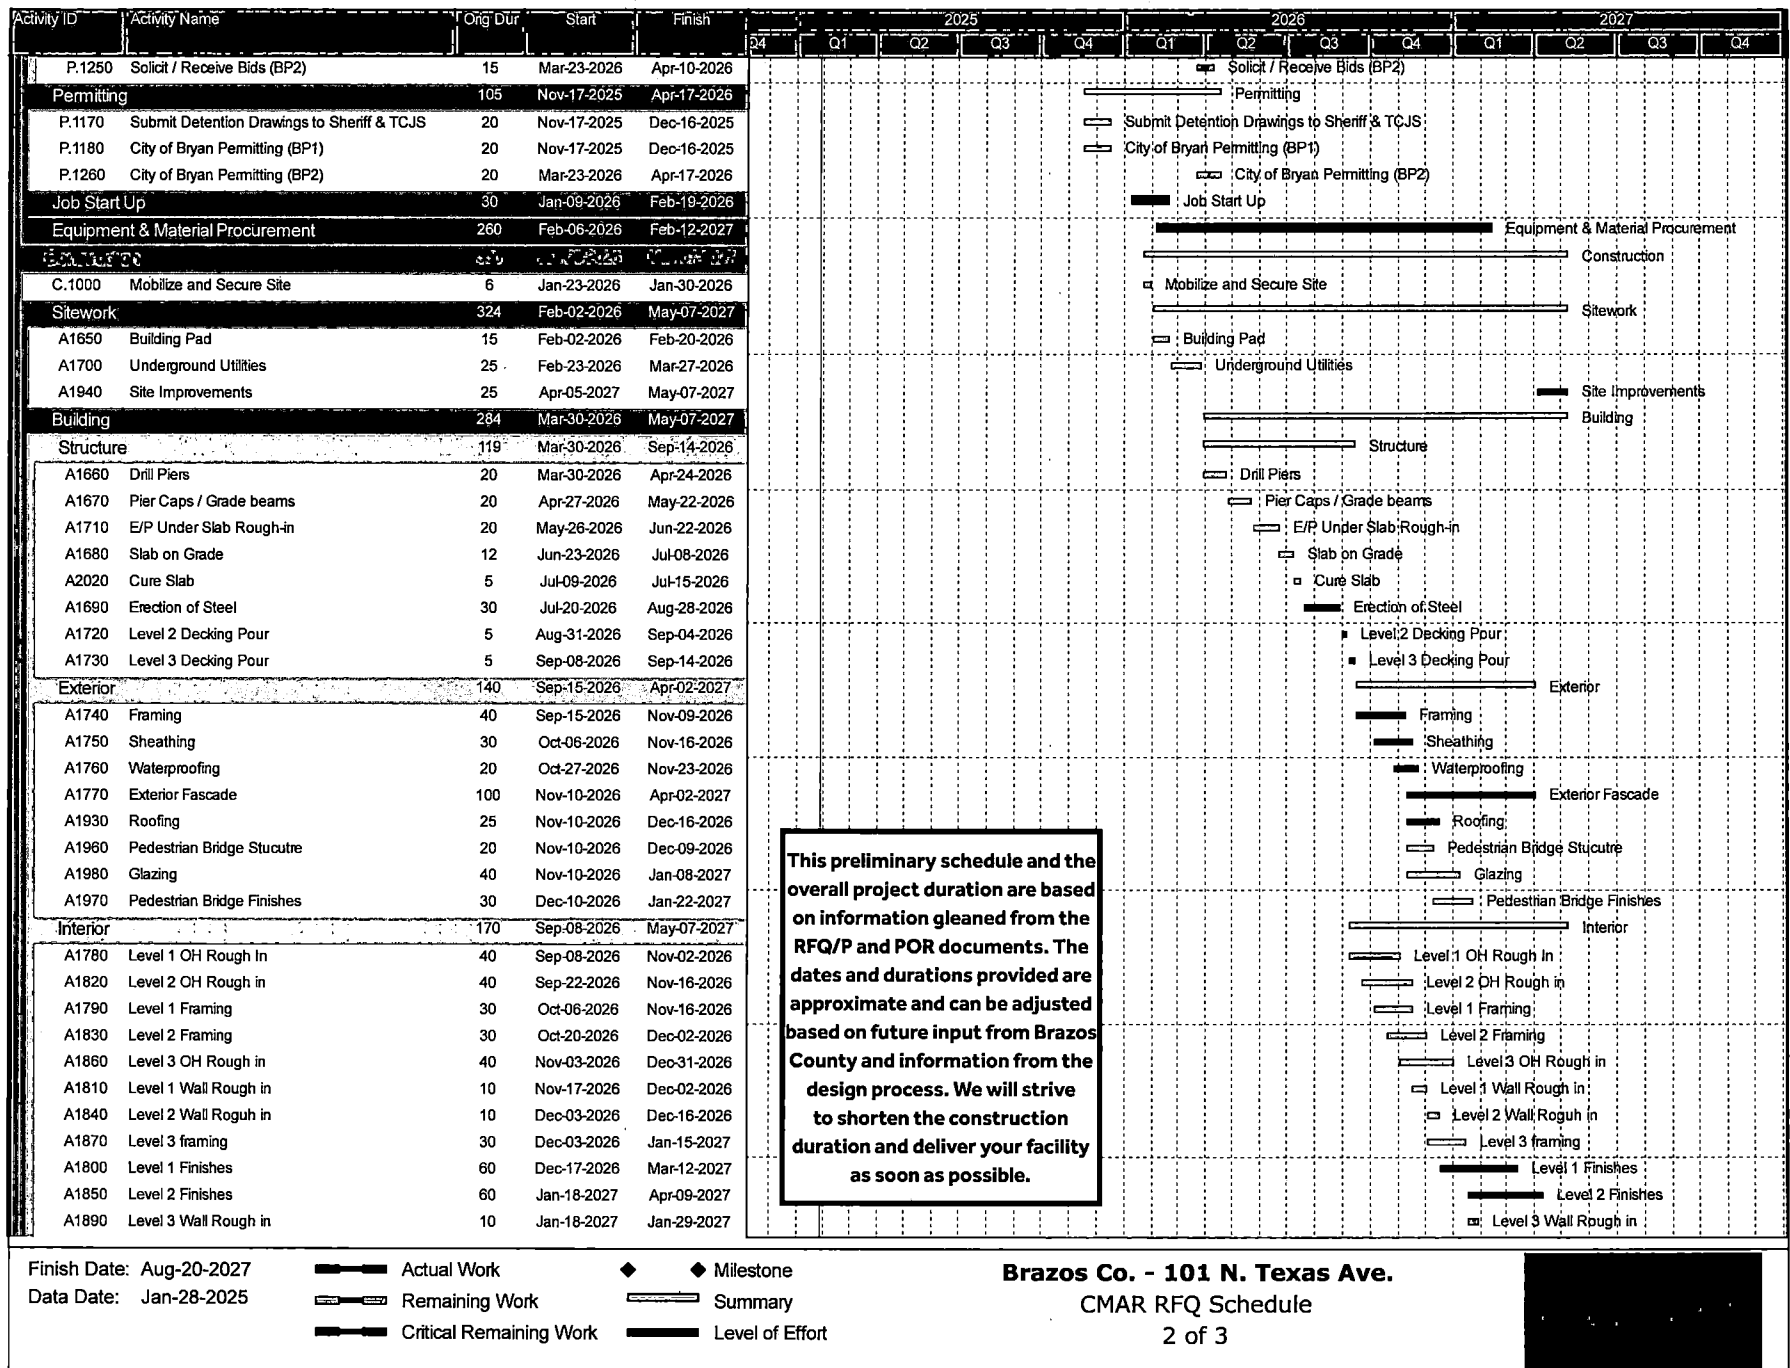 Activity ID Activity Name Orig Dur Start Finish 2025 2026 2027
Q4 Q1 Q2 Q3 Q4 Q1 Q2 Q3 Q4 Q1 Q2 Q3 Q4
P.1250 Solicit / Receive Bids (BP2) 15 Mar-23-2026 Apr-10-2026 Solicit / Receive Bids (BP2)
Permitting 105 Nov-17-2025 Apr-17-2026 Permitting
P.1170 Submit Detention Drawings to Sheriff & TCJS 20 Nov-17-2025 Dec-16-2025 Submit Detention Drawings to Sheriff & TCJS
P.1180 City of Bryan Permitting (BP1) 20 Nov-17-2025 Dec-16-2025 City of Bryan Permitting (BP1)
P.1260 City of Bryan Permitting (BP2) 20 Mar-23-2026 Apr-17-2026 City of Bryan Permitting (BP2)
Job Start Up 30 Jan-09-2026 Feb-19-2026 Job Start Up
Equipment & Material Procurement 260 Feb-06-2026 Feb-12-2027 Equipment & Material Procurement
Construction
C.1000 Mobilize and Secure Site 6 Jan-23-2026 Jan-30-2026 Mobilize and Secure Site
Sitework 324 Feb-02-2026 May-07-2027 Sitework
A1650 Building Pad 15 Feb-02-2026 Feb-20-2026 Building Pad
A1700 Underground Utilities 25 Feb-23-2026 Mar-27-2026 Underground Utilities
A1940 Site Improvements 25 Apr-05-2027 May-07-2027 Site Improvements
Building 284 Mar-30-2026 May-07-2027 Building
Structure 119 Mar-30-2026 Sep-14-2026 Structure
A1660 Drill Piers 20 Mar-30-2026 Apr-24-2026 Drill Piers
A1670 Pier Caps / Grade beams 20 Apr-27-2026 May-22-2026 Pier Caps / Grade beams
A1710 E/P Under Slab Rough-in 20 May-26-2026 Jun-22-2026 E/P Under Slab Rough-in
A1680 Slab on Grade 12 Jun-23-2026 Jul-08-2026 Slab on Grade
A2020 Cure Slab 5 Jul-09-2026 Jul-15-2026 Cure Slab
A1690 Erection of Steel 30 Jul-20-2026 Aug-28-2026 Erection of Steel
A1720 Level 2 Decking Pour 5 Aug-31-2026 Sep-04-2026 Level 2 Decking Pour
A1730 Level 3 Decking Pour 5 Sep-08-2026 Sep-14-2026 Level 3 Decking Pour
Exterior 140 Sep-15-2026 Apr-02-2027 Exterior
A1740 Framing 40 Sep-15-2026 Nov-09-2026 Framing
A1750 Sheathing 30 Oct-06-2026 Nov-16-2026 Sheathing
A1760 Waterproofing 20 Oct-27-2026 Nov-23-2026 Waterproofing
A1770 Exterior Fascade 100 Nov-10-2026 Apr-02-2027 Exterior Fascade
A1930 Roofing 25 Nov-10-2026 Dec-16-2026 Roofing
A1960 Pedestrian Bridge Stucutre 20 Nov-10-2026 Dec-09-2026 Pedestrian Bridge Stucutre
A1980 Glazing 40 Nov-10-2026 Jan-08-2027 Glazing
A1970 Pedestrian Bridge Finishes 30 Dec-10-2026 Jan-22-2027 Pedestrian Bridge Finishes
Interior 170 Sep-08-2026 May-07-2027 Interior
A1780 Level 1 OH Rough In 40 Sep-08-2026 Nov-02-2026 Level 1 OH Rough In
A1820 Level 2 OH Rough in 40 Sep-22-2026 Nov-16-2026 Level 2 OH Rough in
A1790 Level 1 Framing 30 Oct-06-2026 Nov-16-2026 Level 1 Framing
A1830 Level 2 Framing 30 Oct-20-2026 Dec-02-2026 Level 2 Framing
A1860 Level 3 OH Rough in 40 Nov-03-2026 Dec-31-2026 Level 3 OH Rough in
A1810 Level 1 Wall Rough in 10 Nov-17-2026 Dec-02-2026 Level 1 Wall Rough in
A1840 Level 2 Wall Roguh in 10 Dec-03-2026 Dec-16-2026 Level 2 Wall Roguh in
A1870 Level 3 framing 30 Dec-03-2026 Jan-15-2027 Level 3 framing
A1800 Level 1 Finishes 60 Dec-17-2026 Mar-12-2027 Level 1 Finishes
A1850 Level 2 Finishes 60 Jan-18-2027 Apr-09-2027 Level 2 Finishes
A1890 Level 3 Wall Rough in 10 Jan-18-2027 Jan-29-2027 Level 3 Wall Rough in
This preliminary schedule and the
overall project duration are based
on information gleaned from the
RFQ/P and POR documents. The
dates and durations provided are
approximate and can be adjusted
based on future input from Brazos
County and information from the
design process. We will strive
to shorten the construction
duration and deliver your facility
as soon as possible.
Finish Date: Aug-20-2027
Data Date: Jan-28-2025
Actual Work Milestone
Remaining Work Summary
Critical Remaining Work Level of Effort
Brazos Co. - 101 N. Texas Ave.
CMAR RFQ Schedule
2 of 3